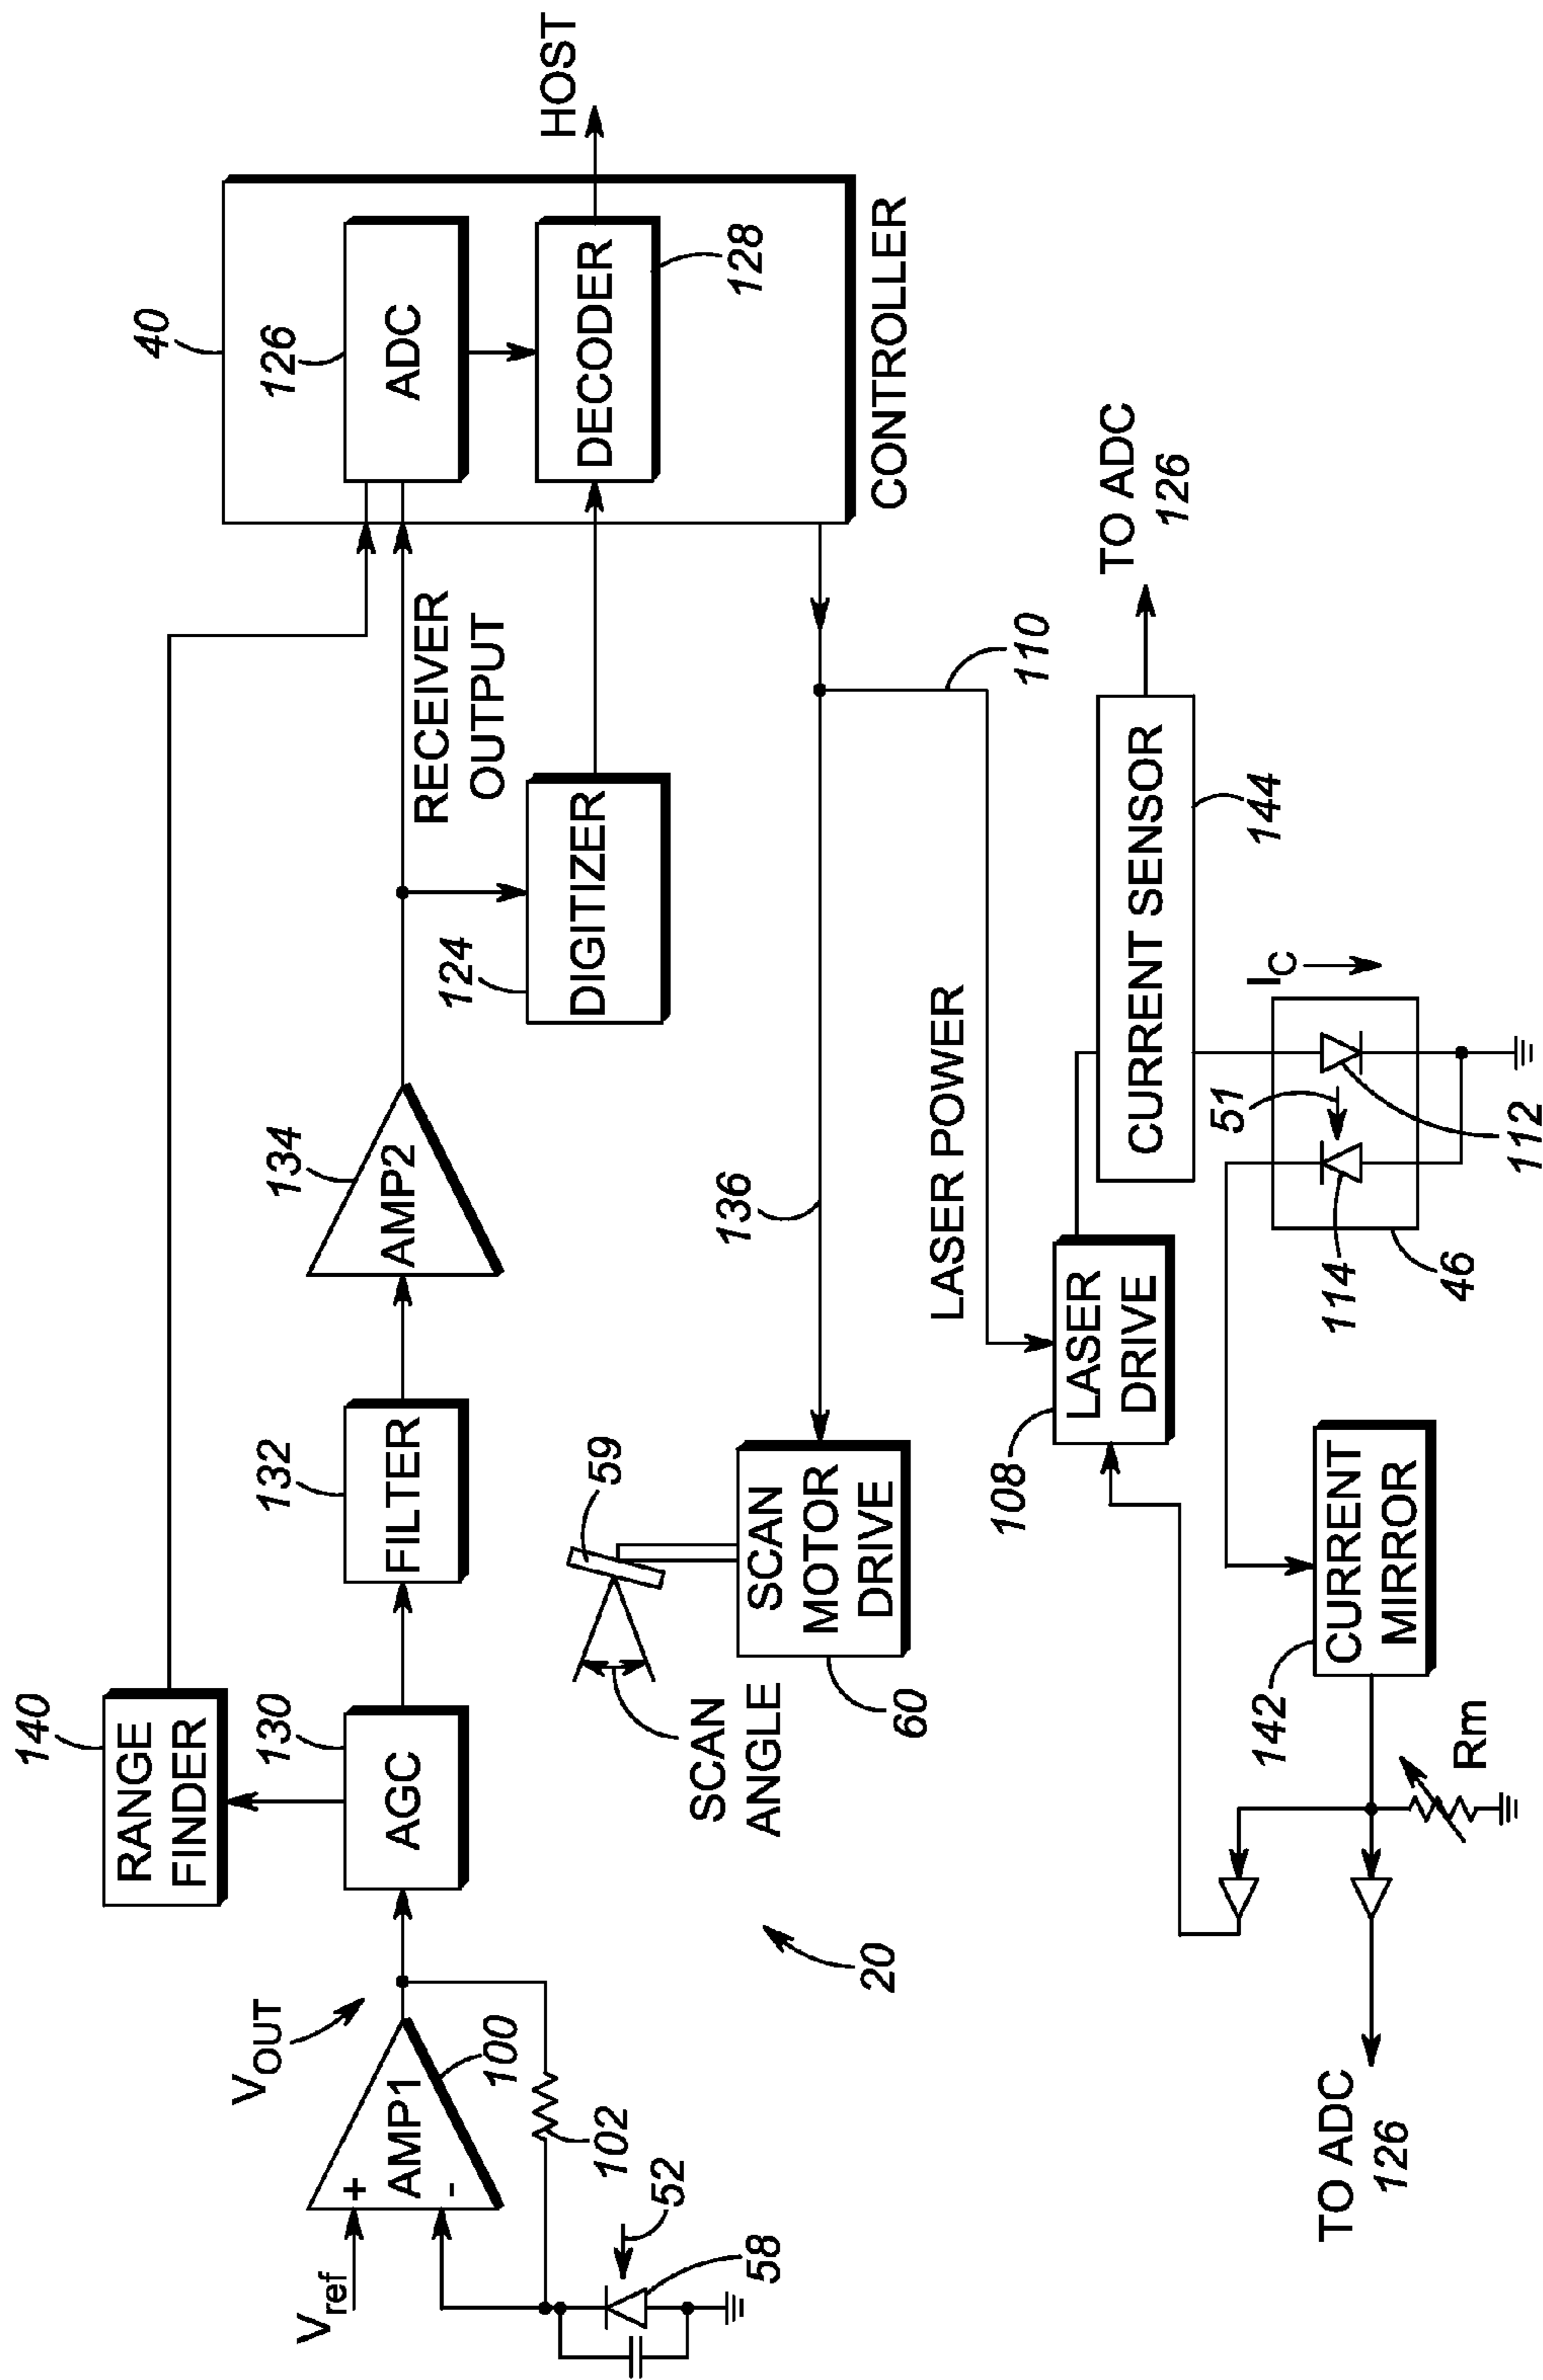 140
RANGE
FINDER
40
126
ADC
HOST
V_OUT
130
AGC
132
FILTER
134
AMP2
RECEIVER
OUTPUT
V_ref
+
AMP1
-
100
102
124
DIGITIZER
DECODER
128
CONTROLLER
52
58
SCAN
ANGLE
59
SCAN
MOTOR
DRIVE
60
136
20
LASER POWER
110
108
LASER
DRIVE
CURRENT SENSOR
144
TO ADC
126
142
CURRENT
MIRROR
Rm
51
I_C
114
46
112
TO ADC
126